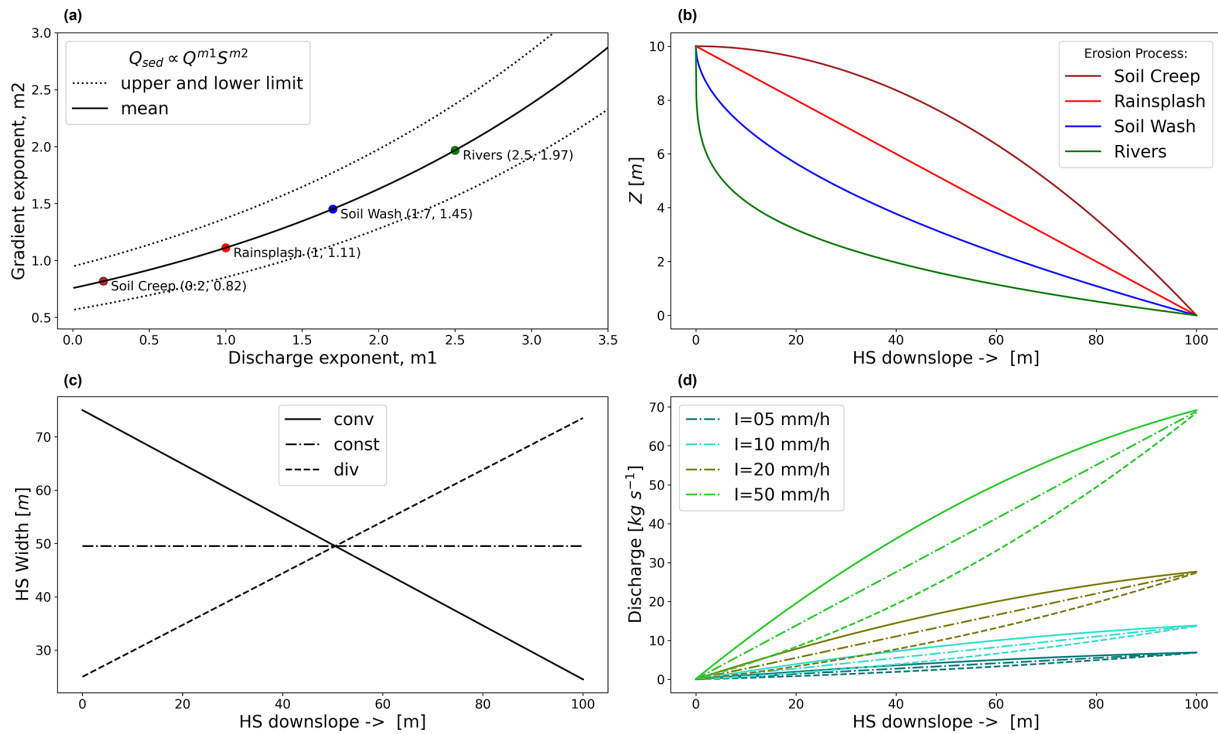 (a)
Q_sed ∝ Q^m1 S^m2
upper and lower limit
mean
Rivers (2.5, 1.97)
Soil Wash (1.7, 1.45)
Rainsplash (1, 1.11)
Soil Creep (0.2, 0.82)
Gradient exponent, m2
3.0
2.5
2.0
1.5
1.0
0.5
0.0 0.5 1.0 1.5 2.0 2.5 3.0 3.5
Discharge exponent, m1
(b)
Erosion Process:
Soil Creep
Rainsplash
Soil Wash
Rivers
Z [m]
10
8
6
4
2
0
0 20 40 60 80 100
HS downslope -> [m]
(c)
conv
const
div
HS Width [m]
70
60
50
40
30
0 20 40 60 80 100
HS downslope -> [m]
(d)
I=05 mm/h
I=10 mm/h
I=20 mm/h
I=50 mm/h
Discharge [kg s⁻¹]
70
60
50
40
30
20
10
0
0 20 40 60 80 100
HS downslope -> [m]